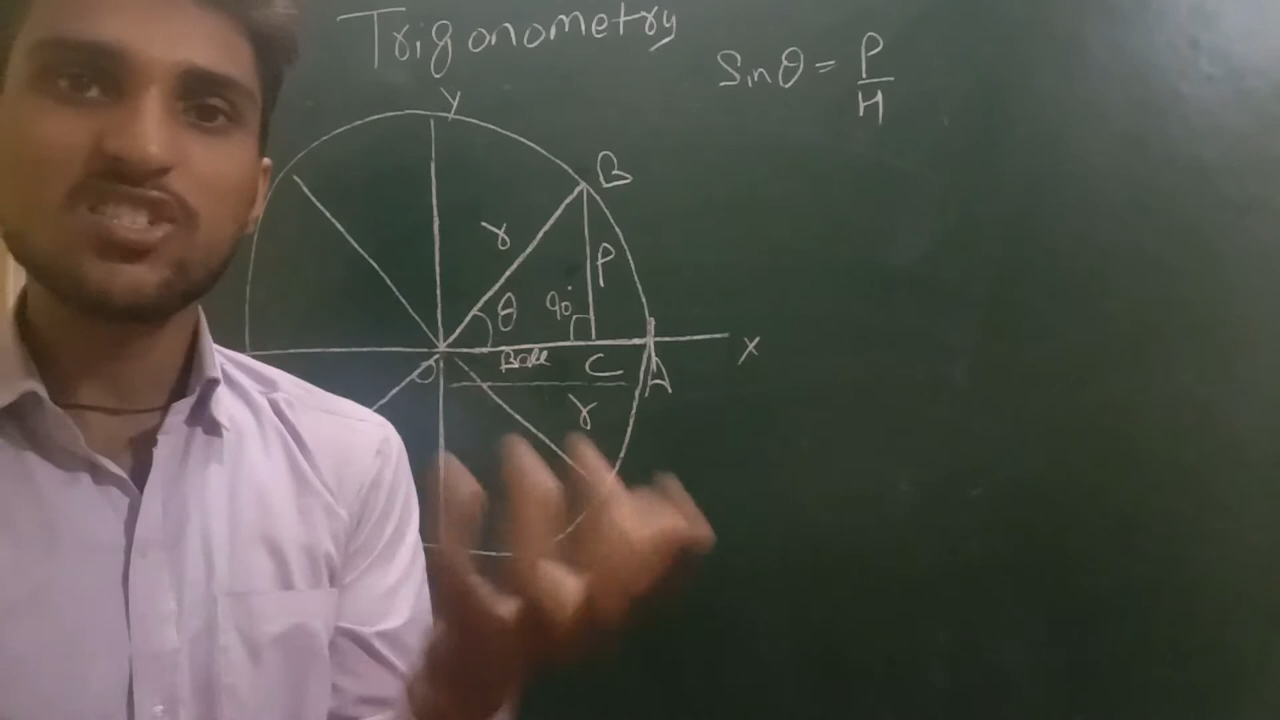 Trigonometry
Sinθ = P/H
y
B
r
P
θ
90°
Base
C
x
O
A
r